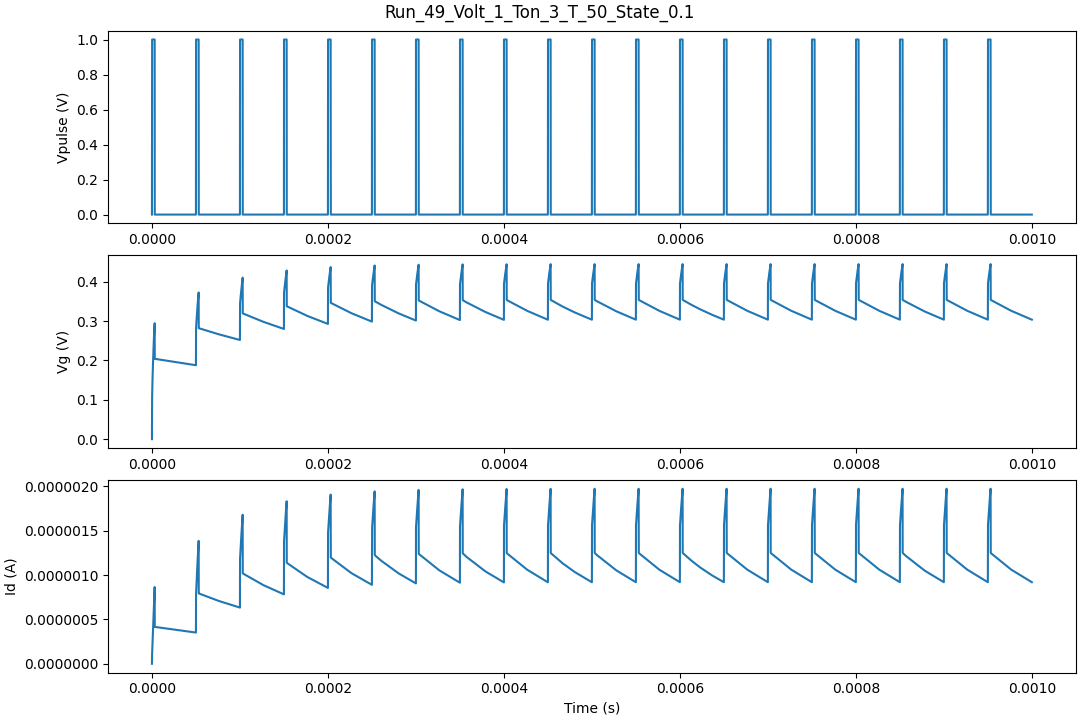 Run_49_Volt_1_Ton_3_T_50_State_0.1
Vpulse (V)
1.0
0.8
0.6
0.4
0.2
0.0
0.0000 0.0002 0.0004 0.0006 0.0008 0.0010
Vg (V)
0.4
0.3
0.2
0.1
0.0
0.0000 0.0002 0.0004 0.0006 0.0008 0.0010
Id (A)
0.0000020
0.0000015
0.0000010
0.0000005
0.0000000
0.0000 0.0002 0.0004 0.0006 0.0008 0.0010
Time (s)